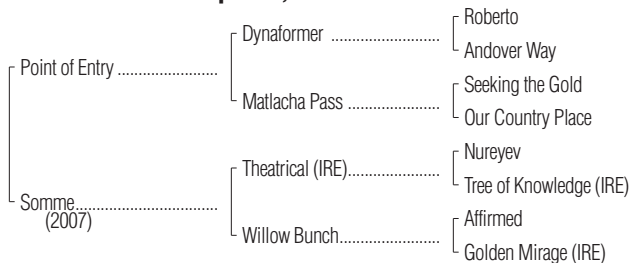 Roberto
Dynaformer ........................
Andover Way
Point of Entry ......................
Seeking the Gold
Matlacha Pass ....................
Our Country Place
Nureyev
Theatrical (IRE)....................
Tree of Knowledge (IRE)
Somme................................
(2007)
Affirmed
Willow Bunch......................
Golden Mirage (IRE)